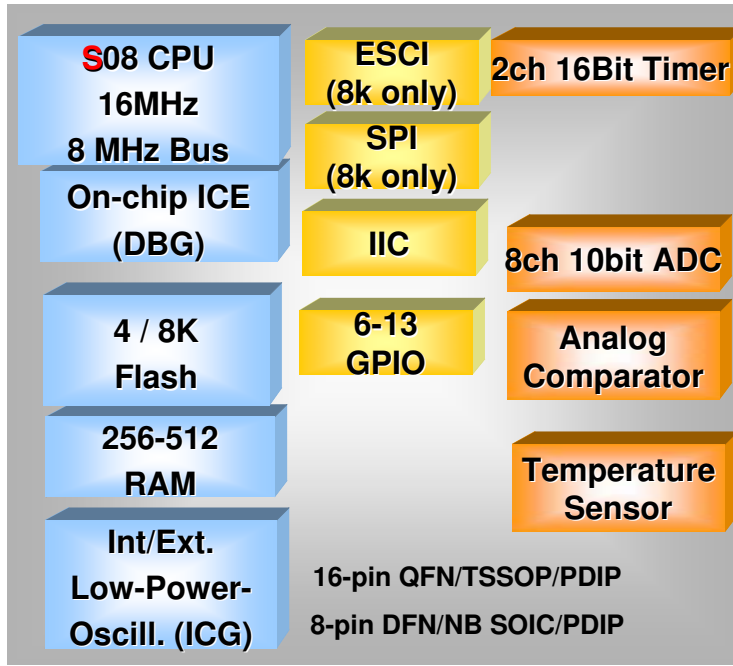 S08 CPU
16MHz
8 MHz Bus
On-chip ICE
(DBG)
4 / 8K
Flash
256-512
RAM
Int/Ext.
Low-Power-
Oscill. (ICG)
ESCI
(8k only)
SPI
(8k only)
IIC
6-13
GPIO
2ch 16Bit Timer
8ch 10bit ADC
Analog
Comparator
Temperature
Sensor
16-pin QFN/TSSOP/PDIP
8-pin DFN/NB SOIC/PDIP